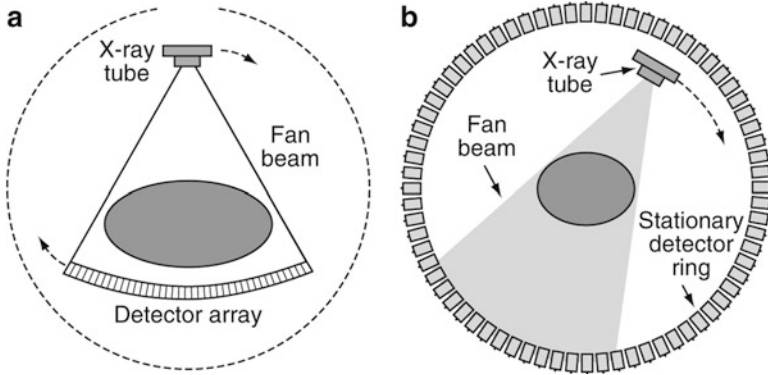 a
X-ray
tube
Fan
beam
Detector array
b
X-ray
tube
Fan
beam
Stationary
detector
ring